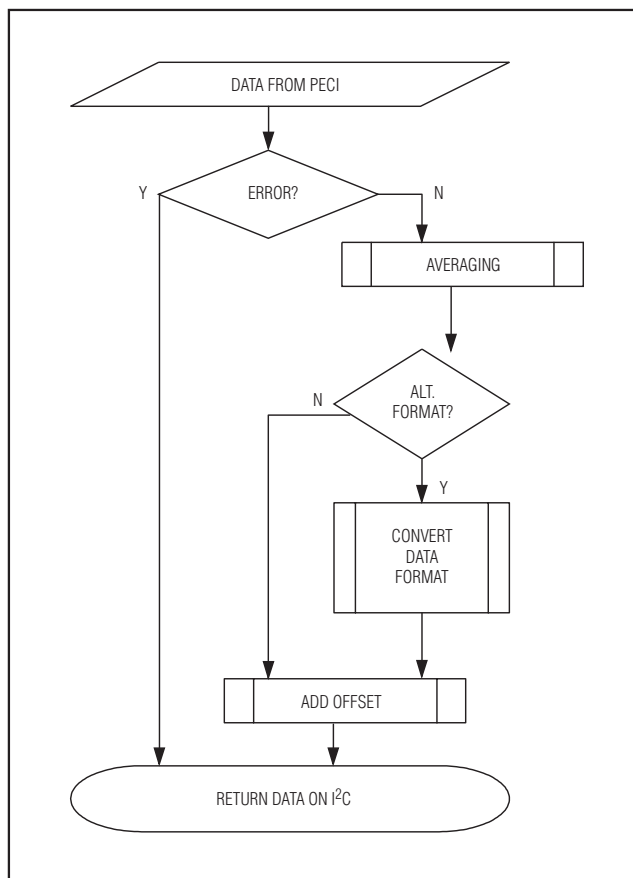 DATA FROM PECI
ERROR?
Y
N
AVERAGING
ALT.
FORMAT?
N
Y
CONVERT
DATA
FORMAT
ADD OFFSET
RETURN DATA ON I²C